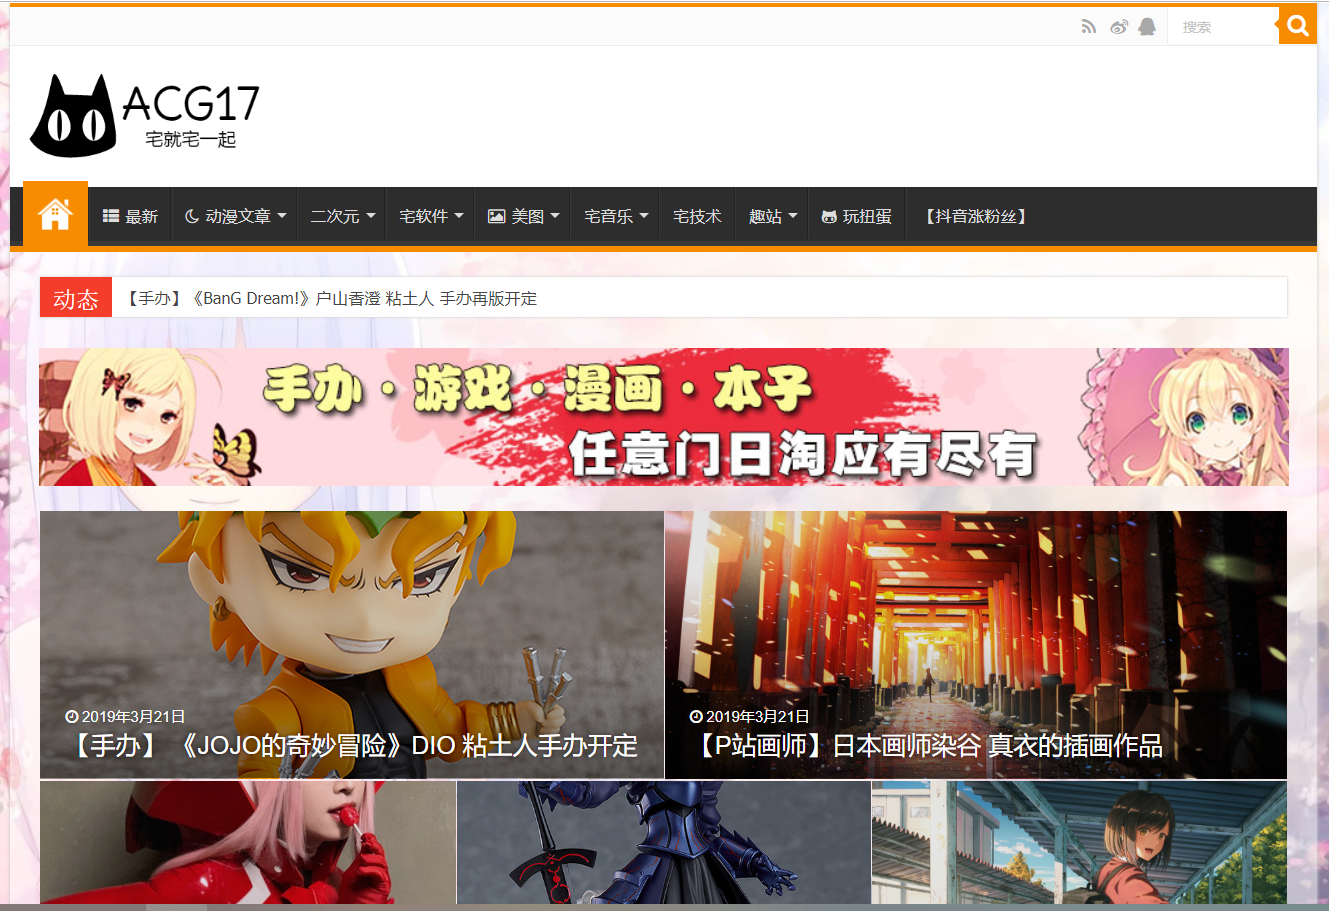 搜索
ACG17
宅就宅一起
最新 动漫文章 二次元 宅软件 美图 宅音乐 宅技术 趣站 玩扭蛋 【抖音涨粉丝】
动态 【手办】《BanG Dream!》户山香澄 粘土人 手办再版开定
手办·游戏·漫画·本子
任意门日淘应有尽有
2019年3月21日
【手办】《JOJO的奇妙冒险》DIO 粘土人手办开定
2019年3月21日
【P站画师】日本画师染谷 真衣的插画作品